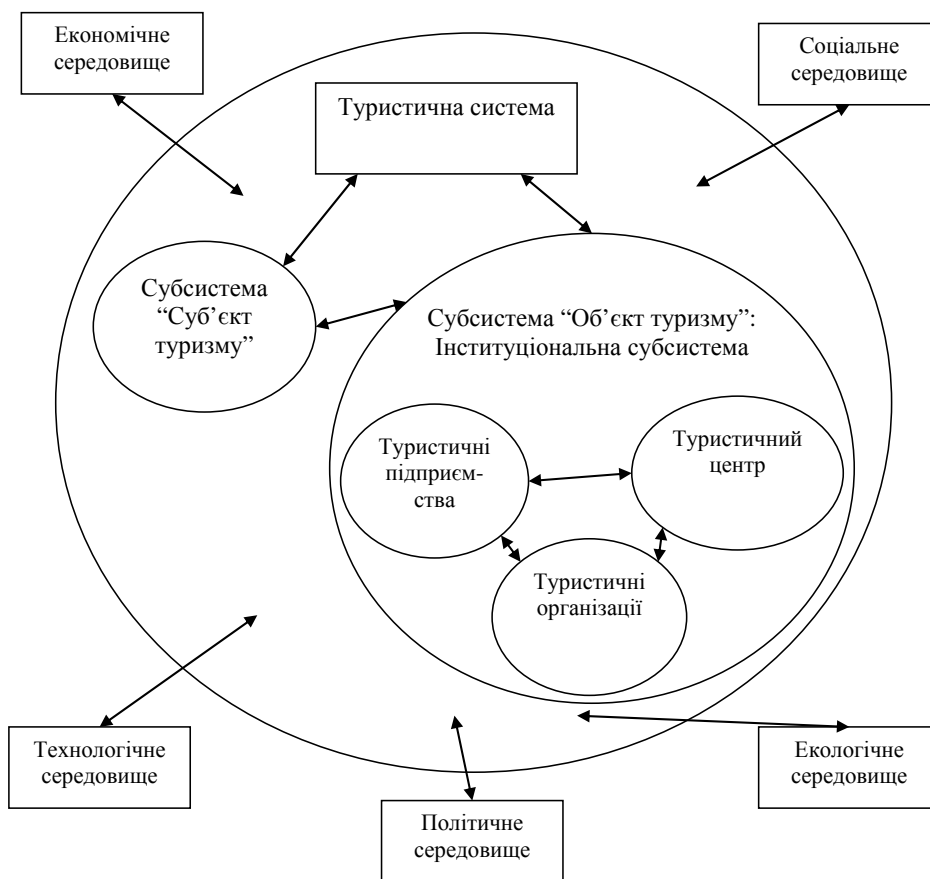 Економічне
середовище
Соціальне
середовище
Туристична система
Субсистема
“Суб’єкт
туризму”
Субсистема “Об’єкт туризму”:
Інституціональна субсистема
Туристичні
підприєм-
ства
Туристичний
центр
Туристичні
організації
Технологічне
середовище
Політичне
середовище
Екологічне
середовище